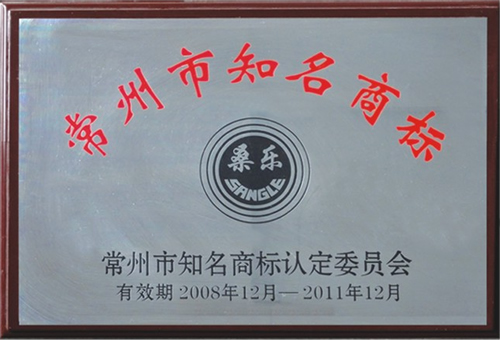 常州市知名商标
桑乐
SANGLE
常州市知名商标认定委员会
有效期 2008年12月—2011年12月